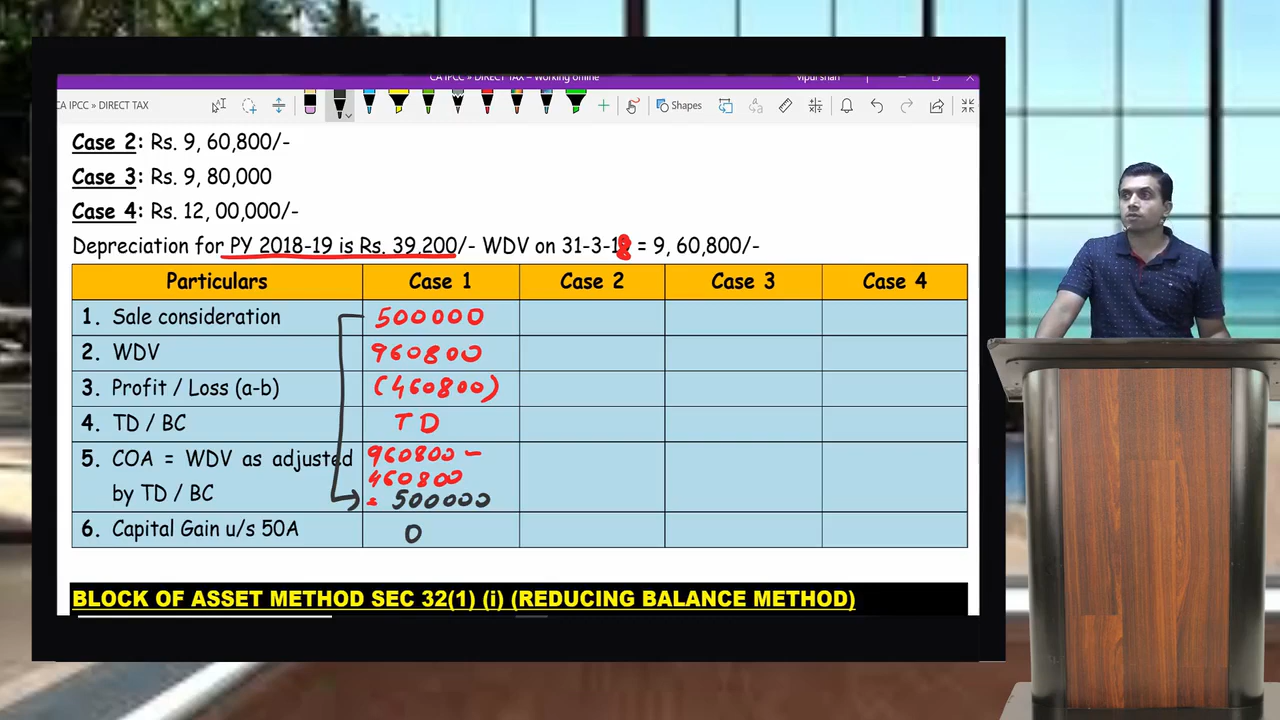 CA IPCC » DIRECT TAX – Working online
vipul shah
CA IPCC » DIRECT TAX
Shapes
Case 2: Rs. 9, 60,800/-
Case 3: Rs. 9, 80,000
Case 4: Rs. 12, 00,000/-
Depreciation for PY 2018-19 is Rs. 39,200/- WDV on 31-3-18 = 9, 60,800/-
Particulars Case 1 Case 2 Case 3 Case 4
1. Sale consideration 500000
2. WDV 960800
3. Profit / Loss (a-b) (460800)
4. TD / BC TD
5. COA = WDV as adjusted 960800 -
460800
by TD / BC = 500000
6. Capital Gain u/s 50A 0
BLOCK OF ASSET METHOD SEC 32(1) (i) (REDUCING BALANCE METHOD)